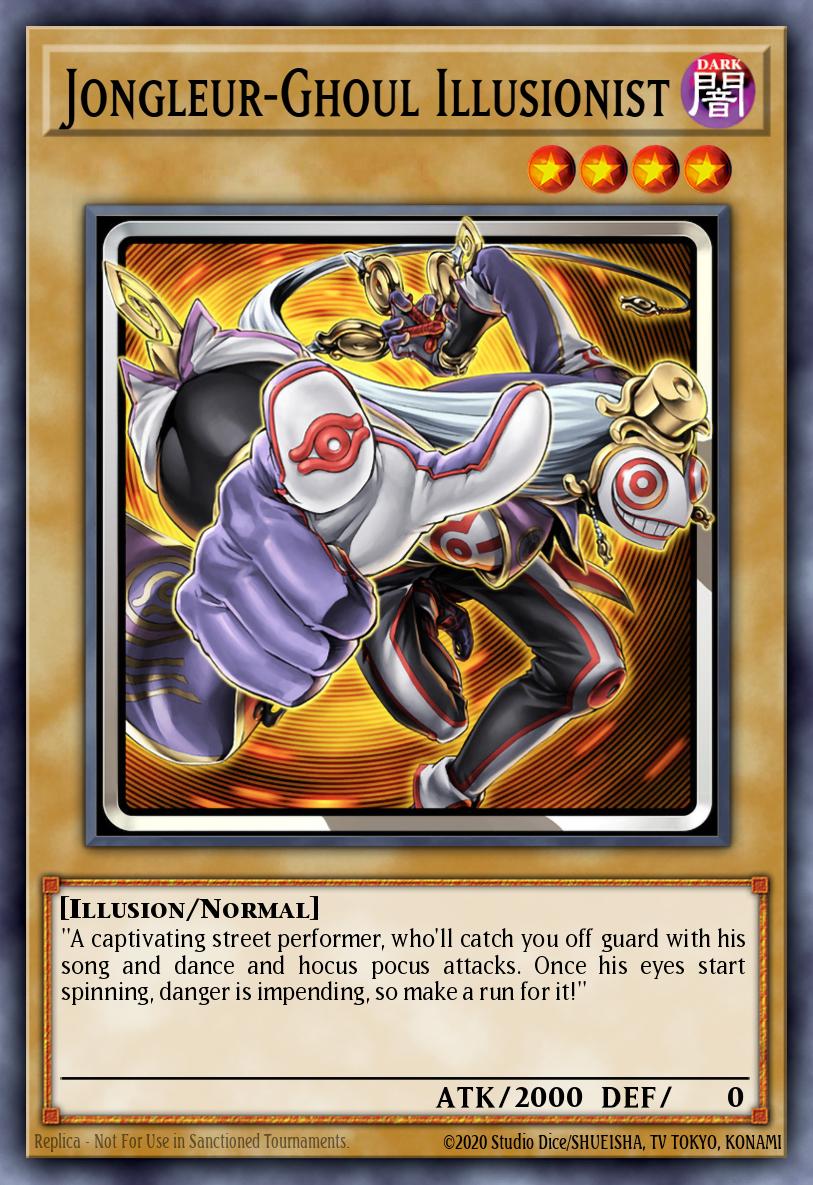 Jongleur-Ghoul Illusionist
DARK
闇
[Illusion/Normal]
"A captivating street performer, who'll catch you off guard with his
song and dance and hocus pocus attacks. Once his eyes start
spinning, danger is impending, so make a run for it!"
ATK/2000 DEF/ 0
Replica - Not For Use in Sanctioned Tournaments.
©2020 Studio Dice/SHUEISHA, TV TOKYO, KONAMI